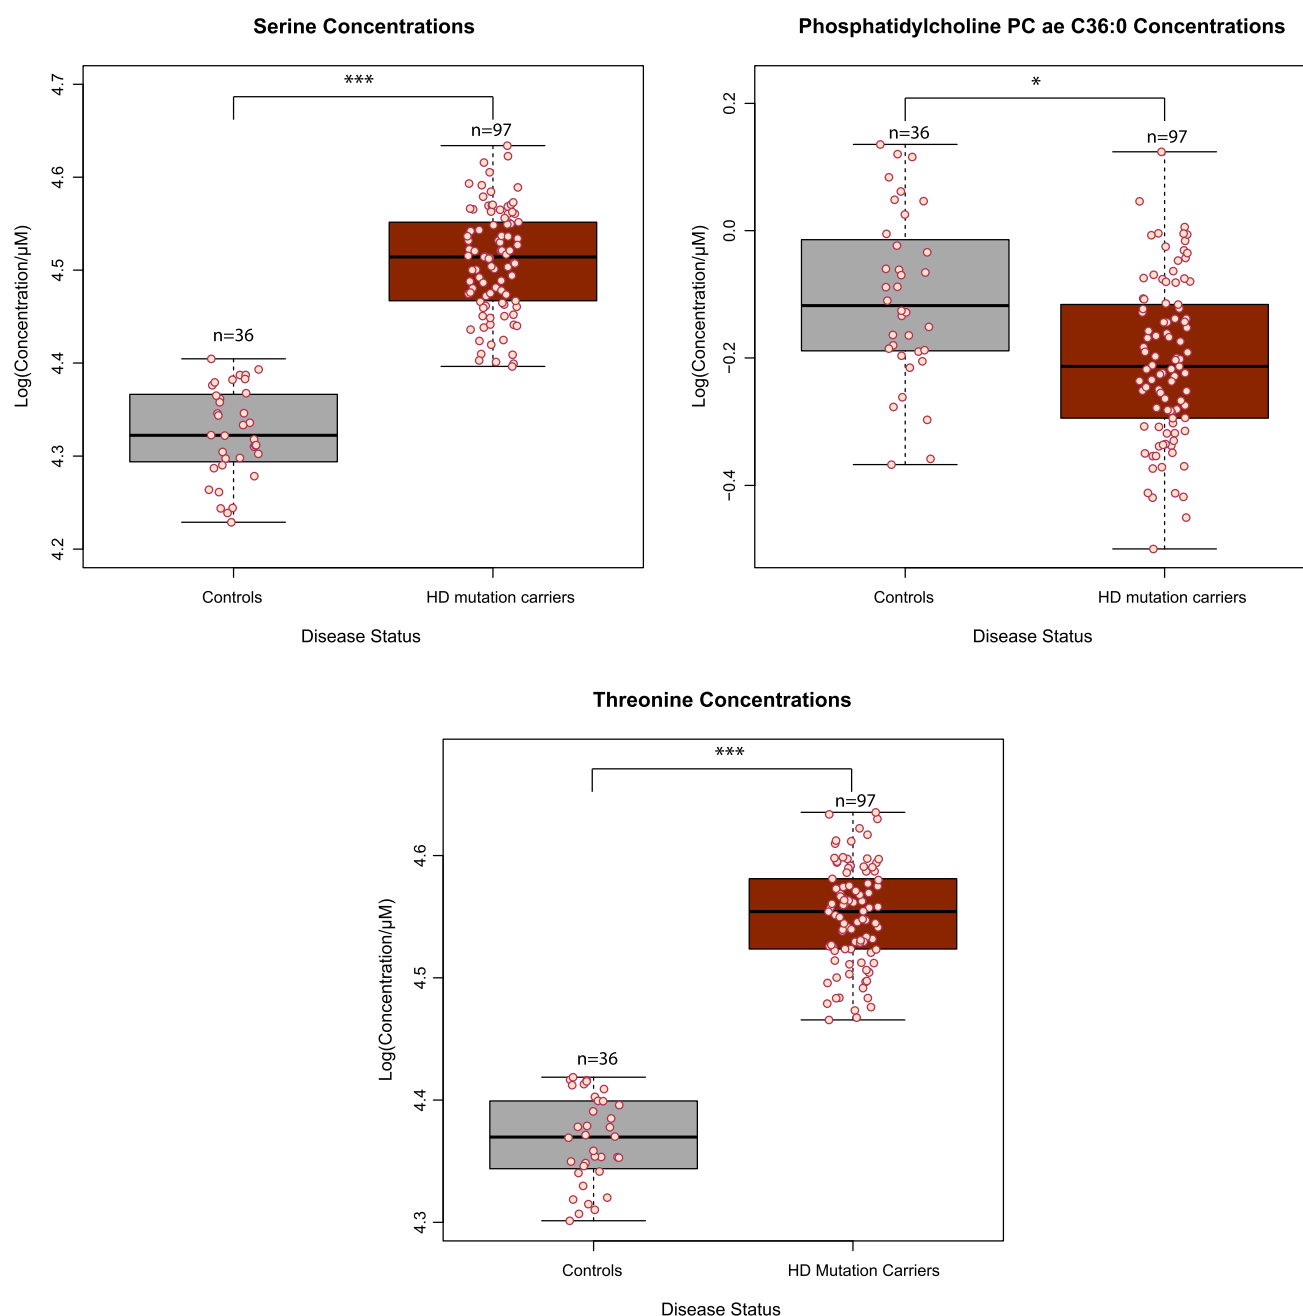 Serine Concentrations
4.7
4.6
4.5
4.4
4.3
4.2
Log(Concentration/µM)
***
n=36
n=97
Controls
HD mutation carriers
Disease Status
Phosphatidylcholine PC ae C36:0 Concentrations
0.2
0.0
−0.2
−0.4
Log(Concentration/µM)
*
n=36
n=97
Controls
HD mutation carriers
Disease Status
Threonine Concentrations
4.6
4.5
4.4
4.3
Log(Concentration/µM)
***
n=97
n=36
Controls
HD Mutation Carriers
Disease Status